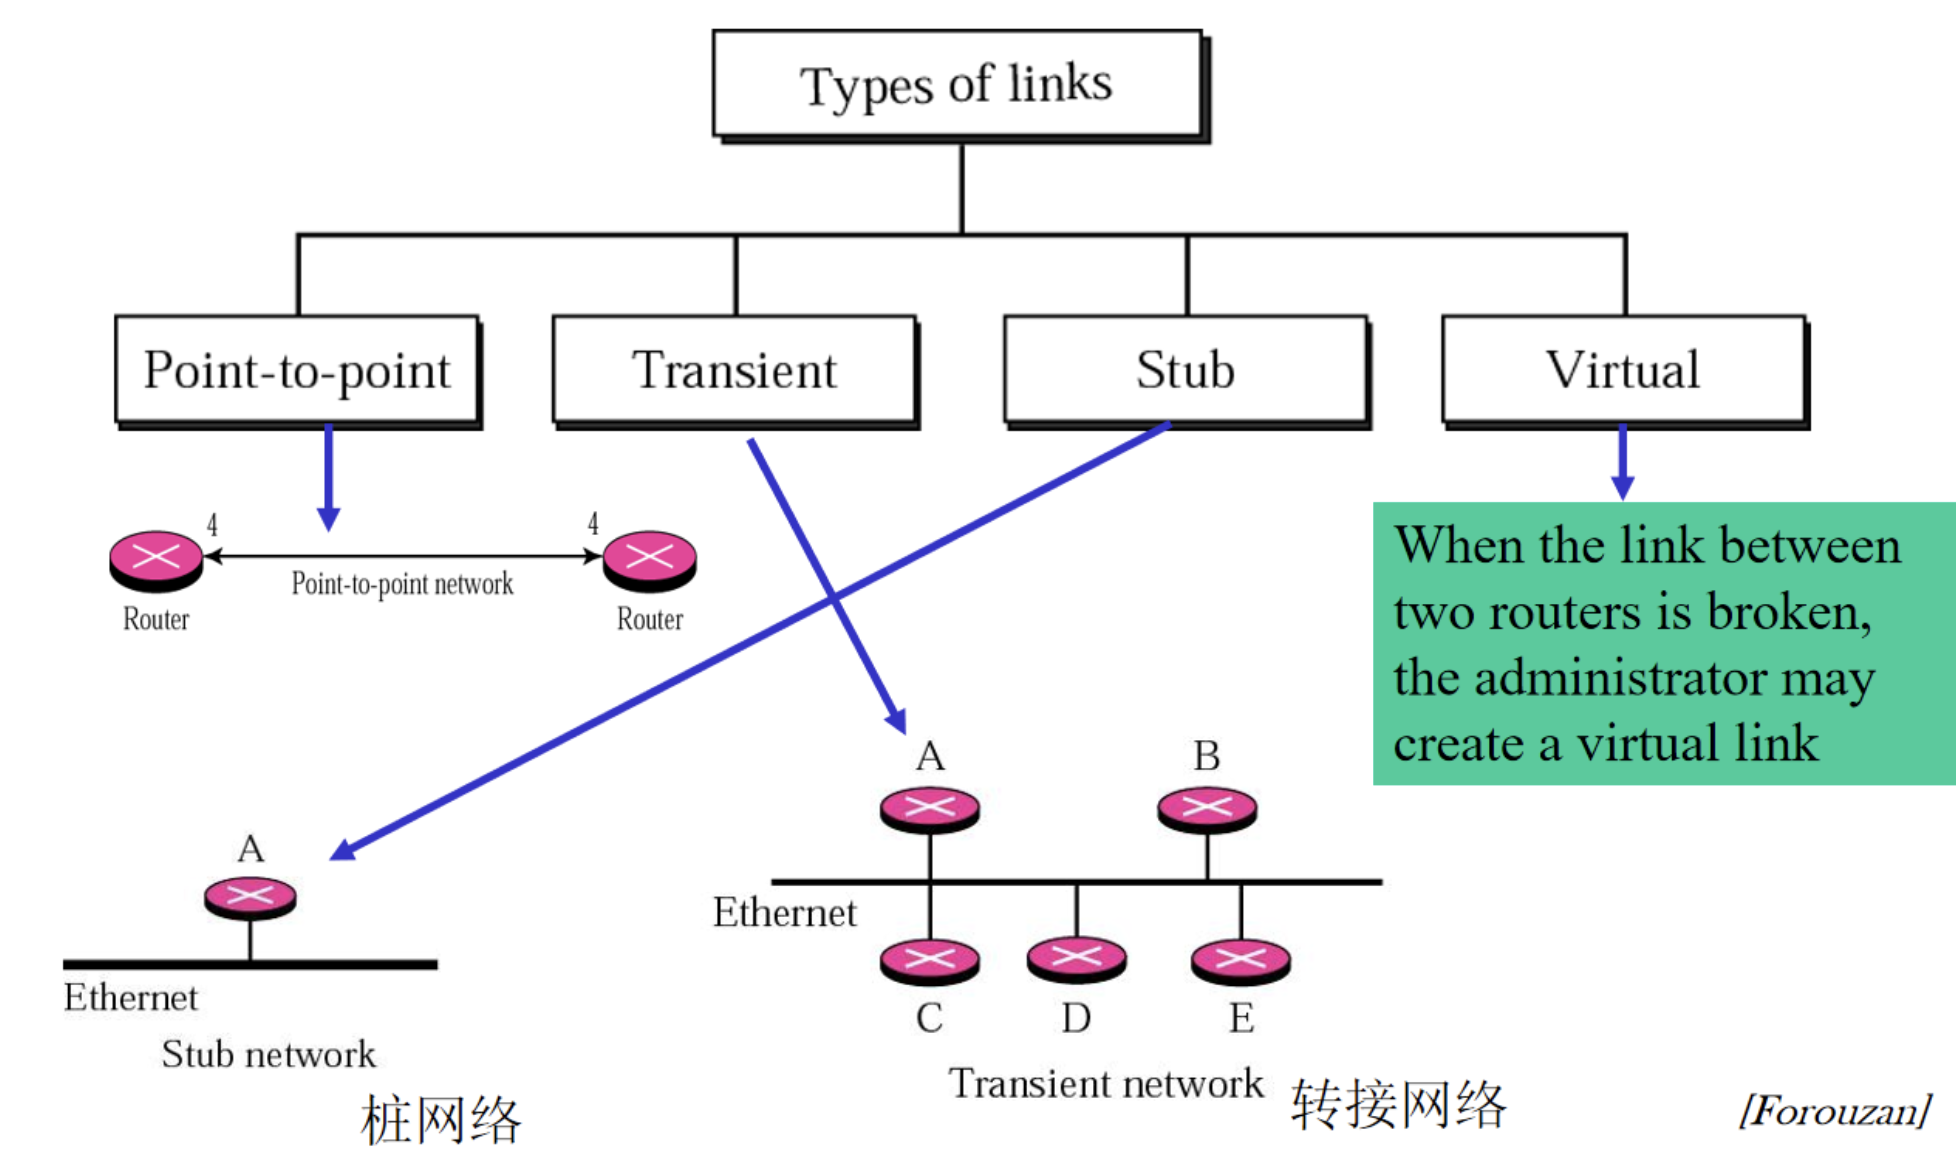 Types of links
Point-to-point
Transient
Stub
Virtual
4
4
Point-to-point network
Router
Router
When the link between
two routers is broken,
the administrator may
create a virtual link
A
B
Ethernet
C
D
E
Transient network
转接网络
A
Ethernet
Stub network
桩网络
[Forouzan]